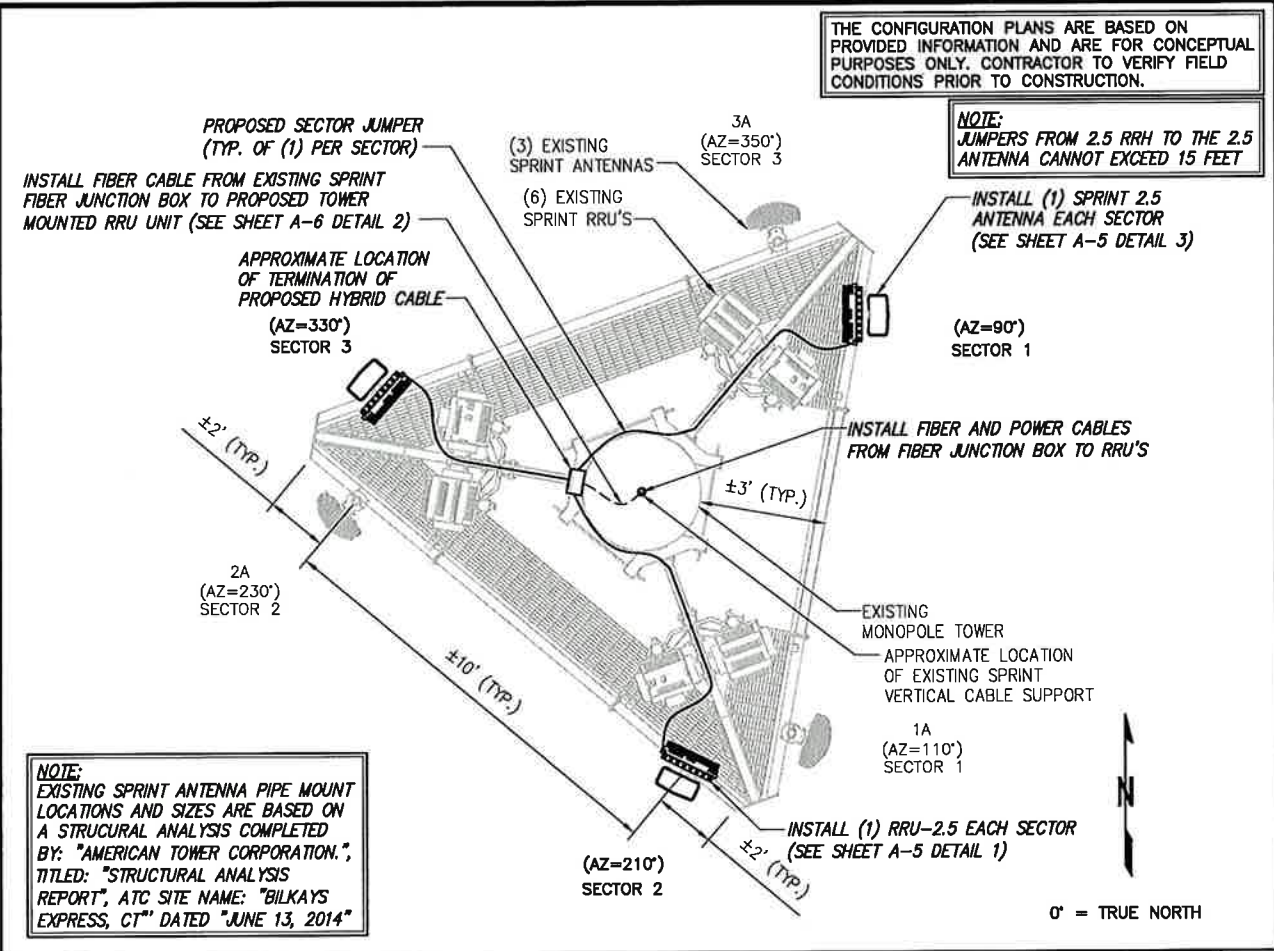 THE CONFIGURATION PLANS ARE BASED ON
PROVIDED INFORMATION AND ARE FOR CONCEPTUAL
PURPOSES ONLY. CONTRACTOR TO VERIFY FIELD
CONDITIONS PRIOR TO CONSTRUCTION.
NOTE:
JUMPERS FROM 2.5 RRH TO THE 2.5
ANTENNA CANNOT EXCEED 15 FEET
PROPOSED SECTOR JUMPER
(TYP. OF (1) PER SECTOR)
INSTALL FIBER CABLE FROM EXISTING SPRINT
FIBER JUNCTION BOX TO PROPOSED TOWER
MOUNTED RRU UNIT (SEE SHEET A-6 DETAIL 2)
APPROXIMATE LOCATION
OF TERMINATION OF
PROPOSED HYBRID CABLE
(AZ=330°)
SECTOR 3
(3) EXISTING
SPRINT ANTENNAS
(6) EXISTING
SPRINT RRU'S
3A
(AZ=350°)
SECTOR 3
INSTALL (1) SPRINT 2.5
ANTENNA EACH SECTOR
(SEE SHEET A-5 DETAIL 3)
(AZ=90°)
SECTOR 1
INSTALL FIBER AND POWER CABLES
FROM FIBER JUNCTION BOX TO RRU'S
±3' (TYP.)
±2' (TYP.)
2A
(AZ=230°)
SECTOR 2
±10' (TYP.)
EXISTING
MONOPOLE TOWER
APPROXIMATE LOCATION
OF EXISTING SPRINT
VERTICAL CABLE SUPPORT
1A
(AZ=110°)
SECTOR 1
INSTALL (1) RRU-2.5 EACH SECTOR
(SEE SHEET A-5 DETAIL 1)
±2' (TYP.)
(AZ=210°)
SECTOR 2
NOTE:
EXISTING SPRINT ANTENNA PIPE MOUNT
LOCATIONS AND SIZES ARE BASED ON
A STRUCURAL ANALYSIS COMPLETED
BY: "AMERICAN TOWER CORPORATION.",
TITLED: "STRUCTURAL ANALYSIS
REPORT", ATC SITE NAME: "BILKAYS
EXPRESS, CT"' DATED "JUNE 13, 2014"
N
0° = TRUE NORTH